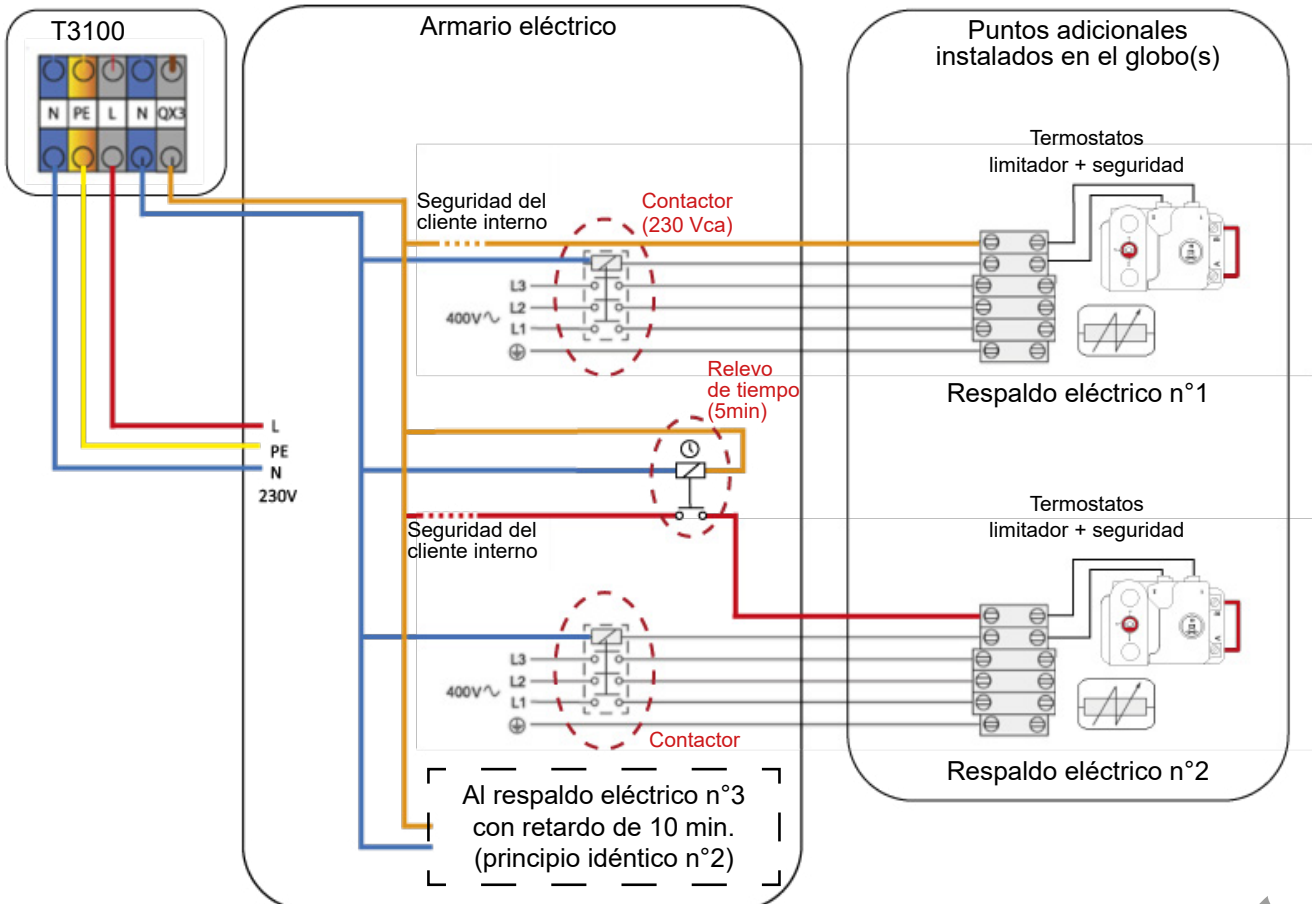 T3100
N PE L N QX3
Armario eléctrico
Puntos adicionales
instalados en el globo(s)
Termostatos
limitador + seguridad
Seguridad del
cliente interno
Contactor
(230 Vca)
L3
400V
L2
L1
Respaldo eléctrico n°1
Relevo
de tiempo
(5min)
L
PE
N
230V
Seguridad del
cliente interno
Termostatos
limitador + seguridad
L3
400V
L2
L1
Contactor
Respaldo eléctrico n°2
Al respaldo eléctrico n°3
con retardo de 10 min.
(principio idéntico n°2)